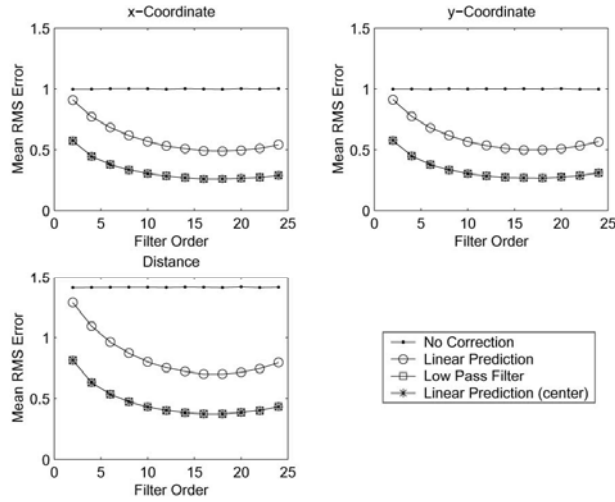 x-Coordinate
1.5
1
0.5
0
Mean RMS Error
0 5 10 15 20 25
Filter Order
y-Coordinate
1.5
1
0.5
0
Mean RMS Error
0 5 10 15 20 25
Filter Order
Distance
1.5
1
0.5
0
Mean RMS Error
0 5 10 15 20 25
Filter Order
No Correction
Linear Prediction
Low Pass Filter
Linear Prediction (center)